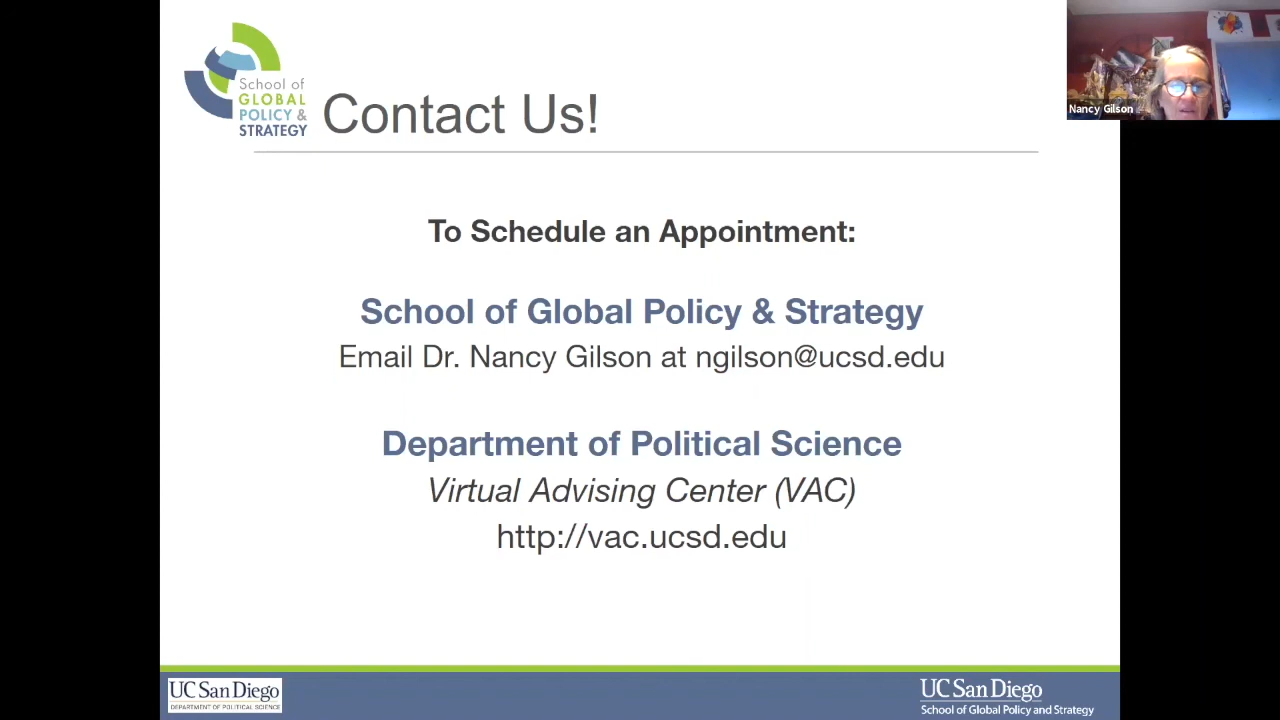 School of
GLOBAL
POLICY &
STRATEGY
Contact Us!
Nancy Gilson
To Schedule an Appointment:
School of Global Policy & Strategy
Email Dr. Nancy Gilson at ngilson@ucsd.edu
Department of Political Science
Virtual Advising Center (VAC)
http://vac.ucsd.edu
UC San Diego
DEPARTMENT OF POLITICAL SCIENCE
UC San Diego
School of Global Policy and Strategy